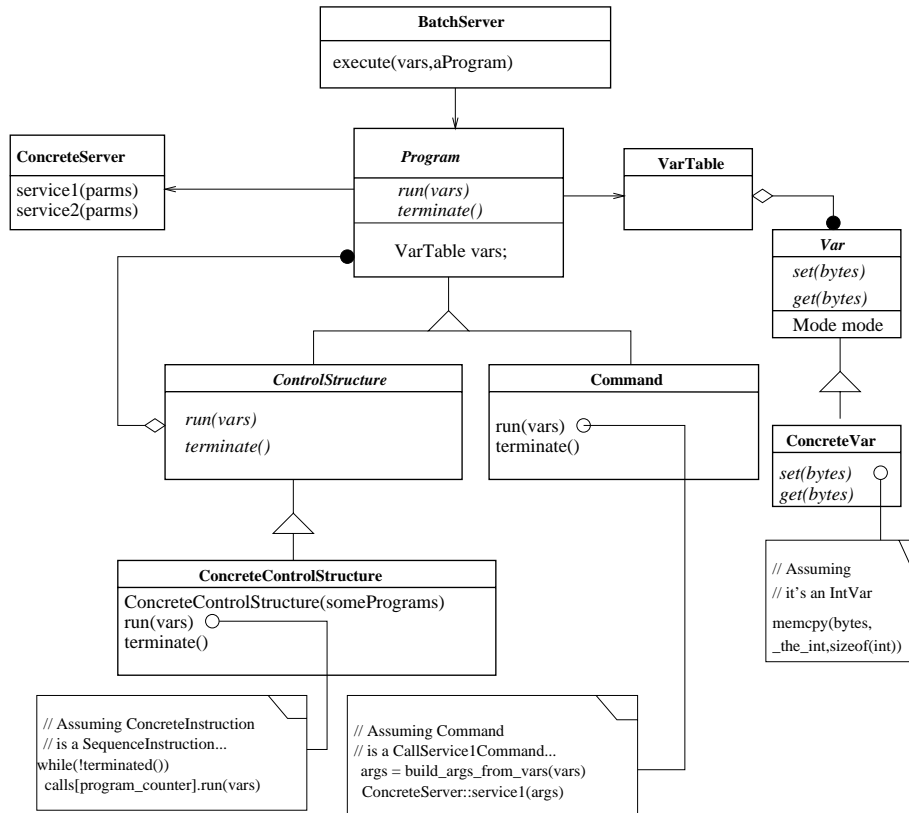 BatchServer
execute(vars,aProgram)
ConcreteServer
service1(parms)
service2(parms)
Program
run(vars)
terminate()
VarTable vars;
VarTable
Var
set(bytes)
get(bytes)
Mode mode
ControlStructure
run(vars)
terminate()
Command
run(vars)
terminate()
ConcreteVar
set(bytes)
get(bytes)
// Assuming
// it's an IntVar
memcpy(bytes,
_the_int,sizeof(int))
ConcreteControlStructure
ConcreteControlStructure(somePrograms)
run(vars)
terminate()
// Assuming ConcreteInstruction
// is a SequenceInstruction...
while(!terminated())
calls[program_counter].run(vars)
// Assuming Command
// is a CallService1Command...
args = build_args_from_vars(vars)
ConcreteServer::service1(args)